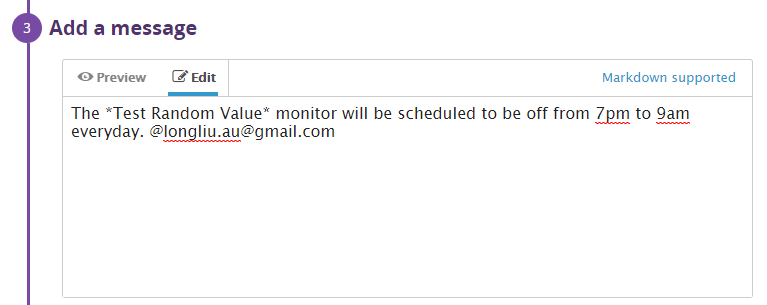 3 Add a message
Preview Edit Markdown supported
The *Test Random Value* monitor will be scheduled to be off from 7pm to 9am
everyday. @longliu.au@gmail.com